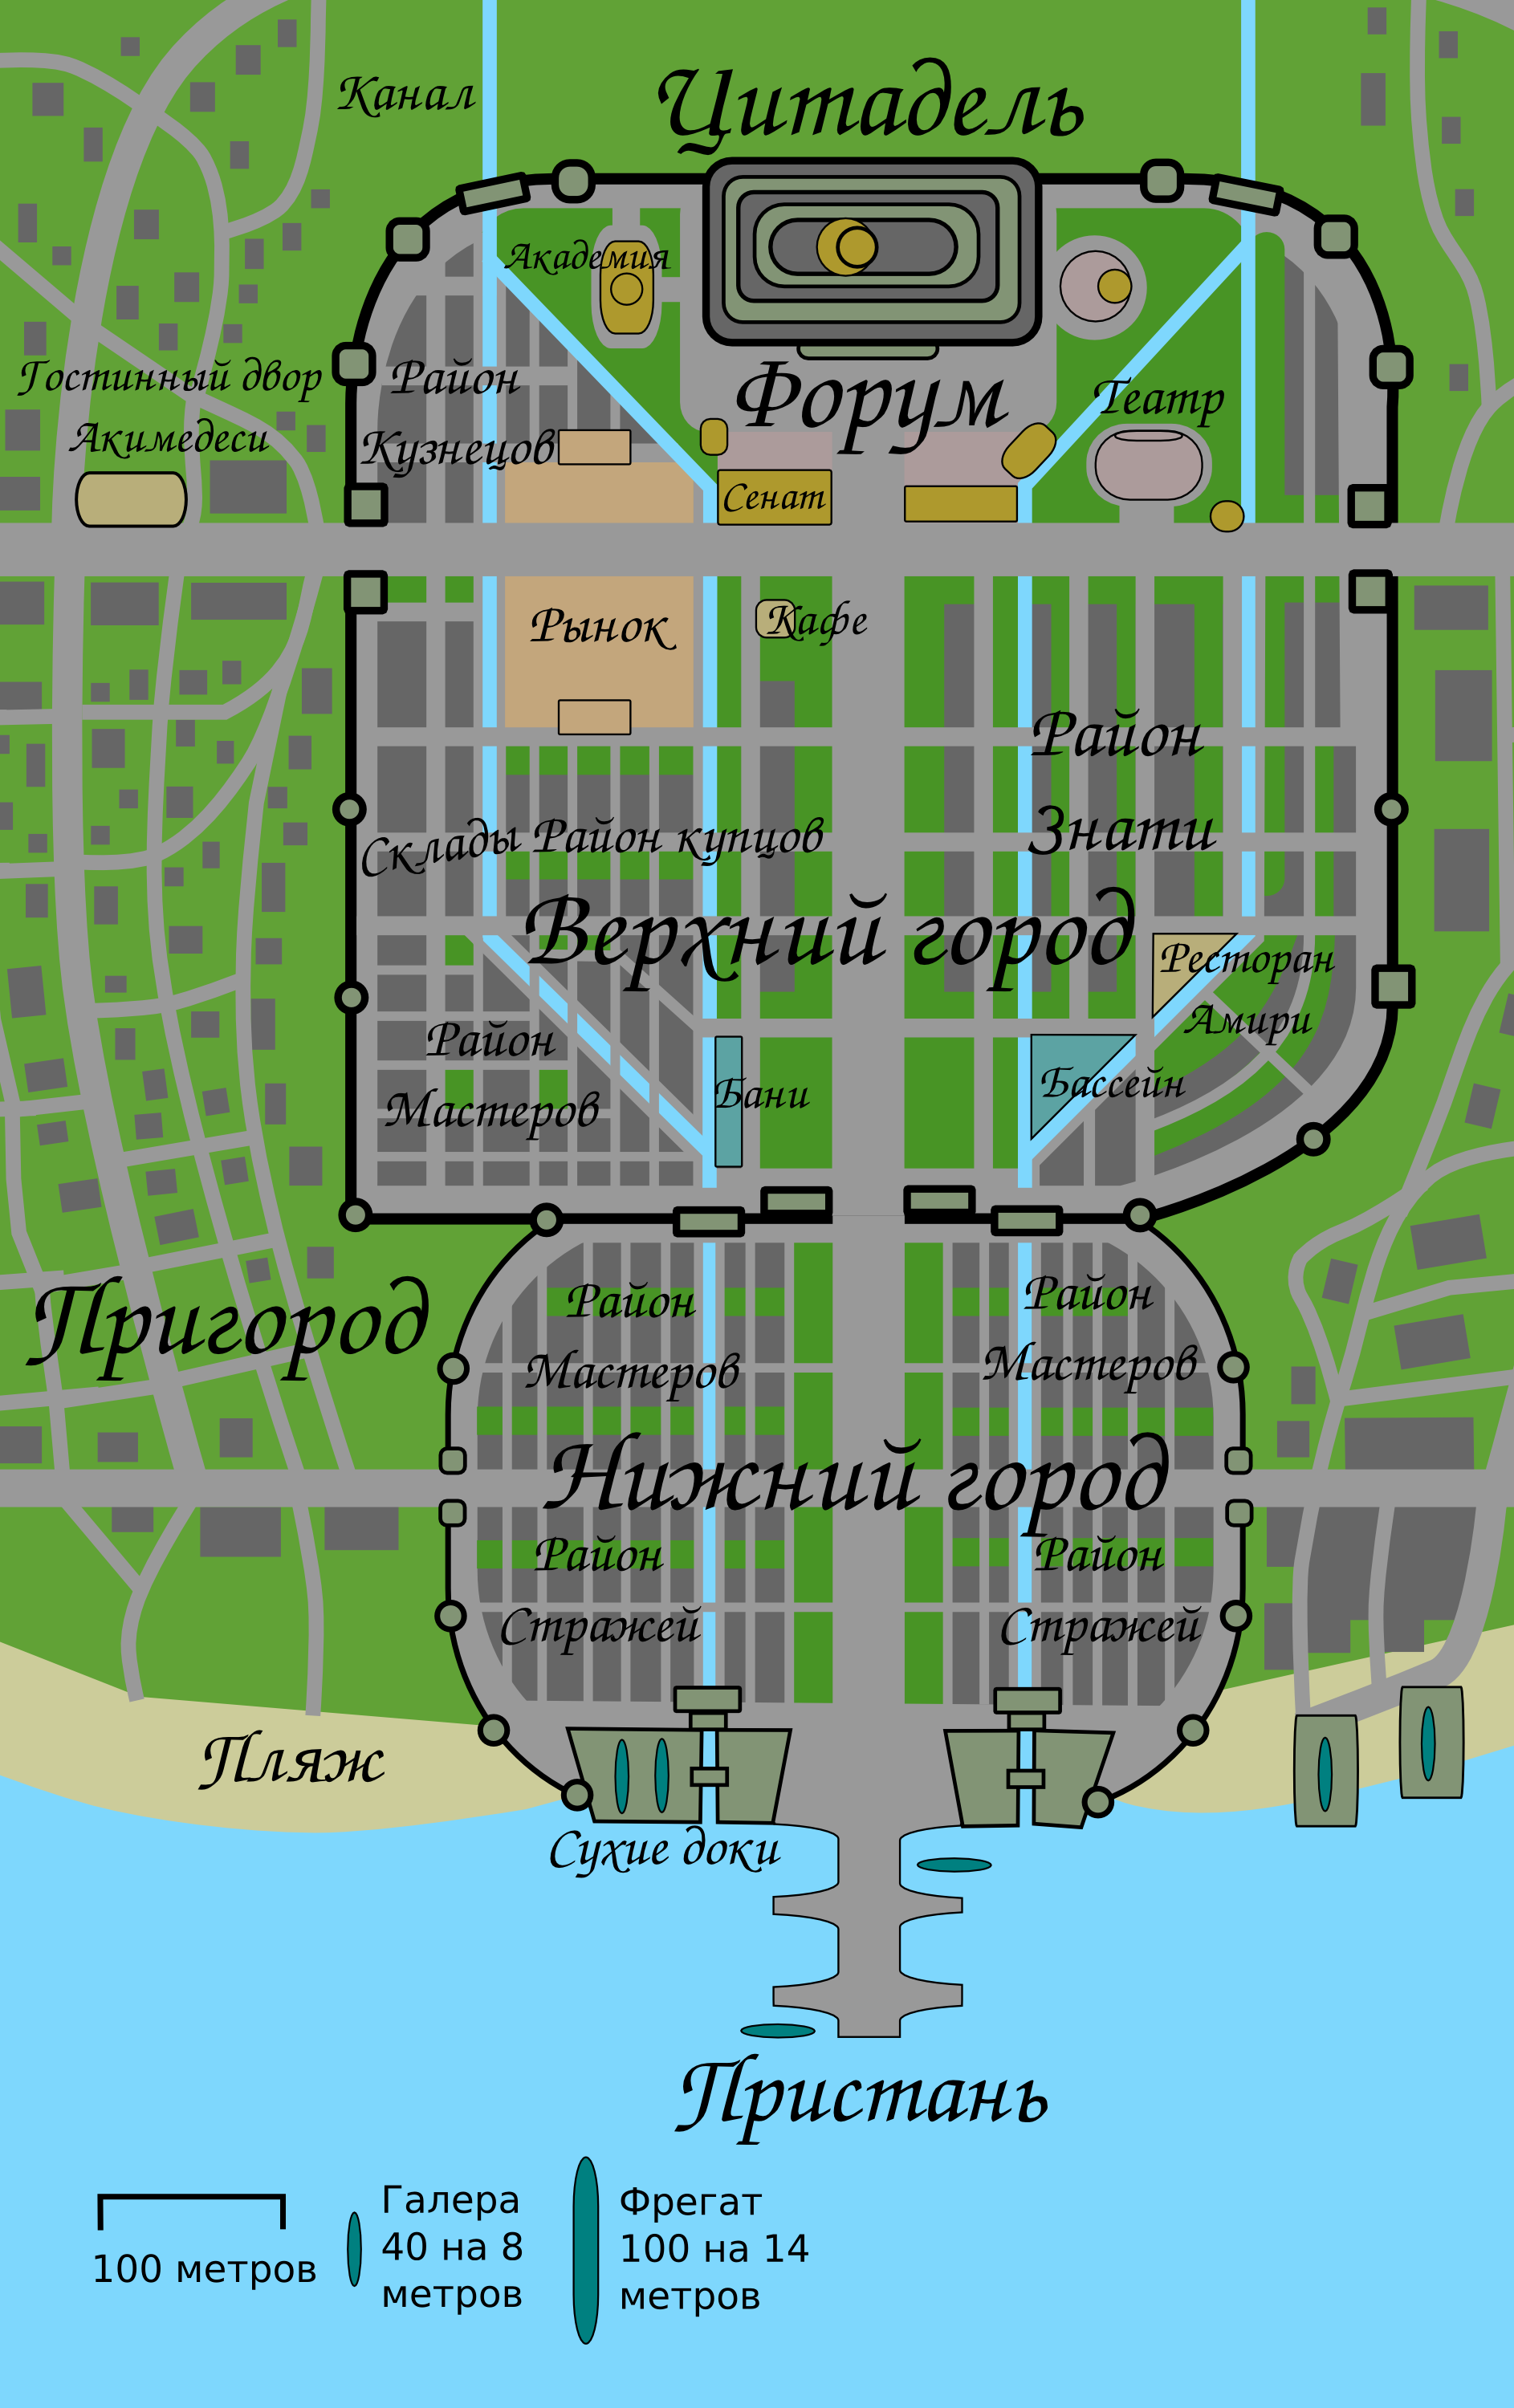 Цитадель
Канал
Академия
Форум
Театр
Гостинный двор
Акимедеси
Район
Кузнецов
Сенат
Рынок
Кафе
Район
Знати
Склады
Район купцов
Верхний город
Ресторан
Амири
Район
Мастеров
Бани
Бассейн
Пригород
Район
Мастеров
Район
Мастеров
Нижний город
Район
Стражей
Район
Стражей
Пляж
Сухие доки
Пристань
100 метров
Галера
40 на 8
метров
Фрегат
100 на 14
метров